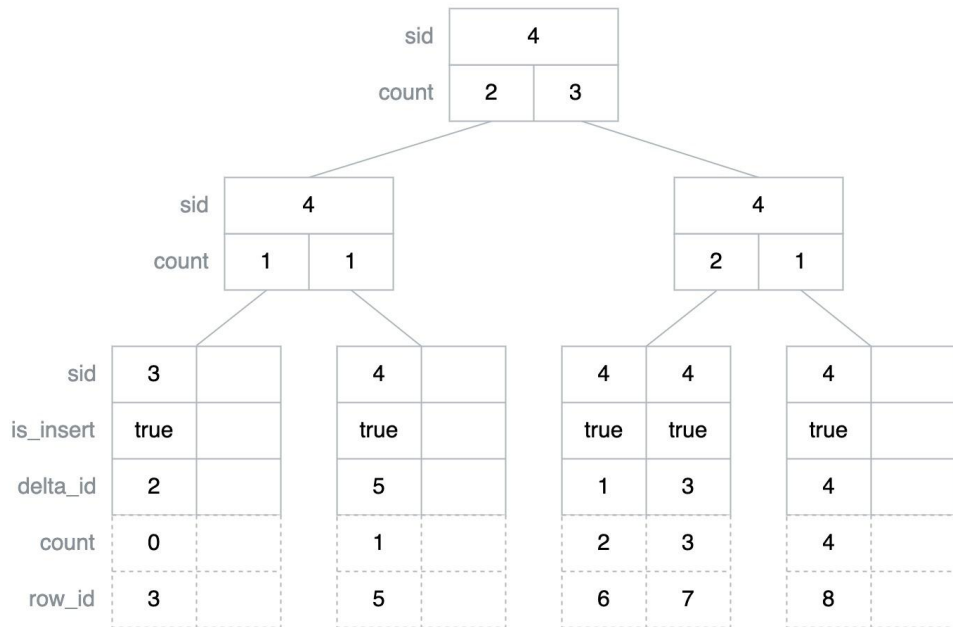 sid 4
count 2 3
sid 4 4
count 1 1 2 1
sid 3 4 4 4 4
is_insert true true true true true
delta_id 2 5 1 3 4
count 0 1 2 3 4
row_id 3 5 6 7 8